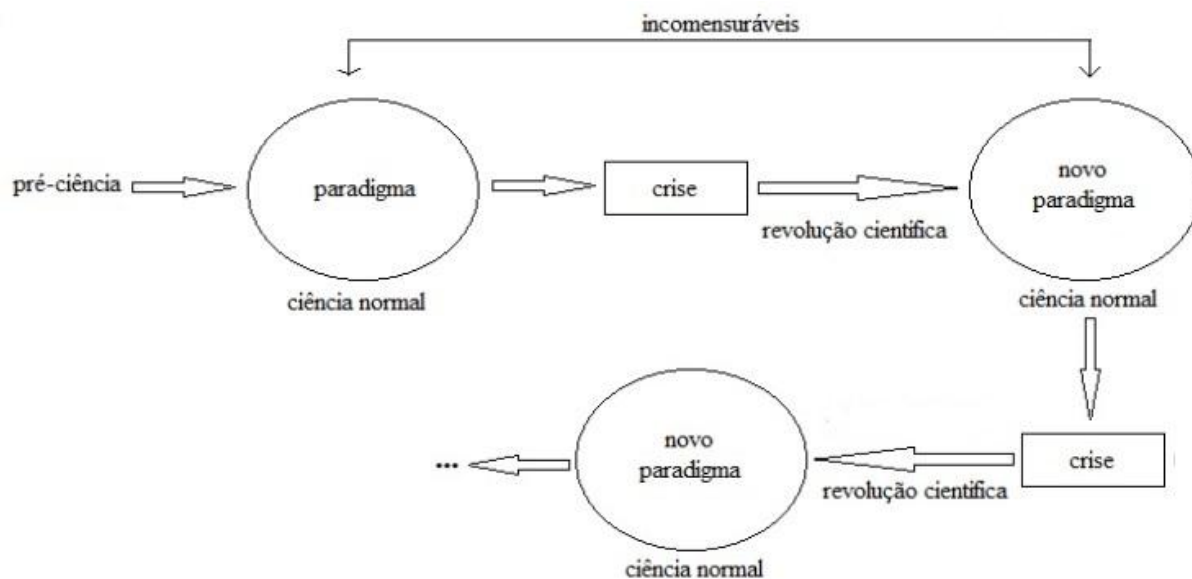 incomensuráveis
pré-ciência
paradigma
ciência normal
crise
revolução científica
novo
paradigma
ciência normal
crise
revolução científica
novo
paradigma
ciência normal
...